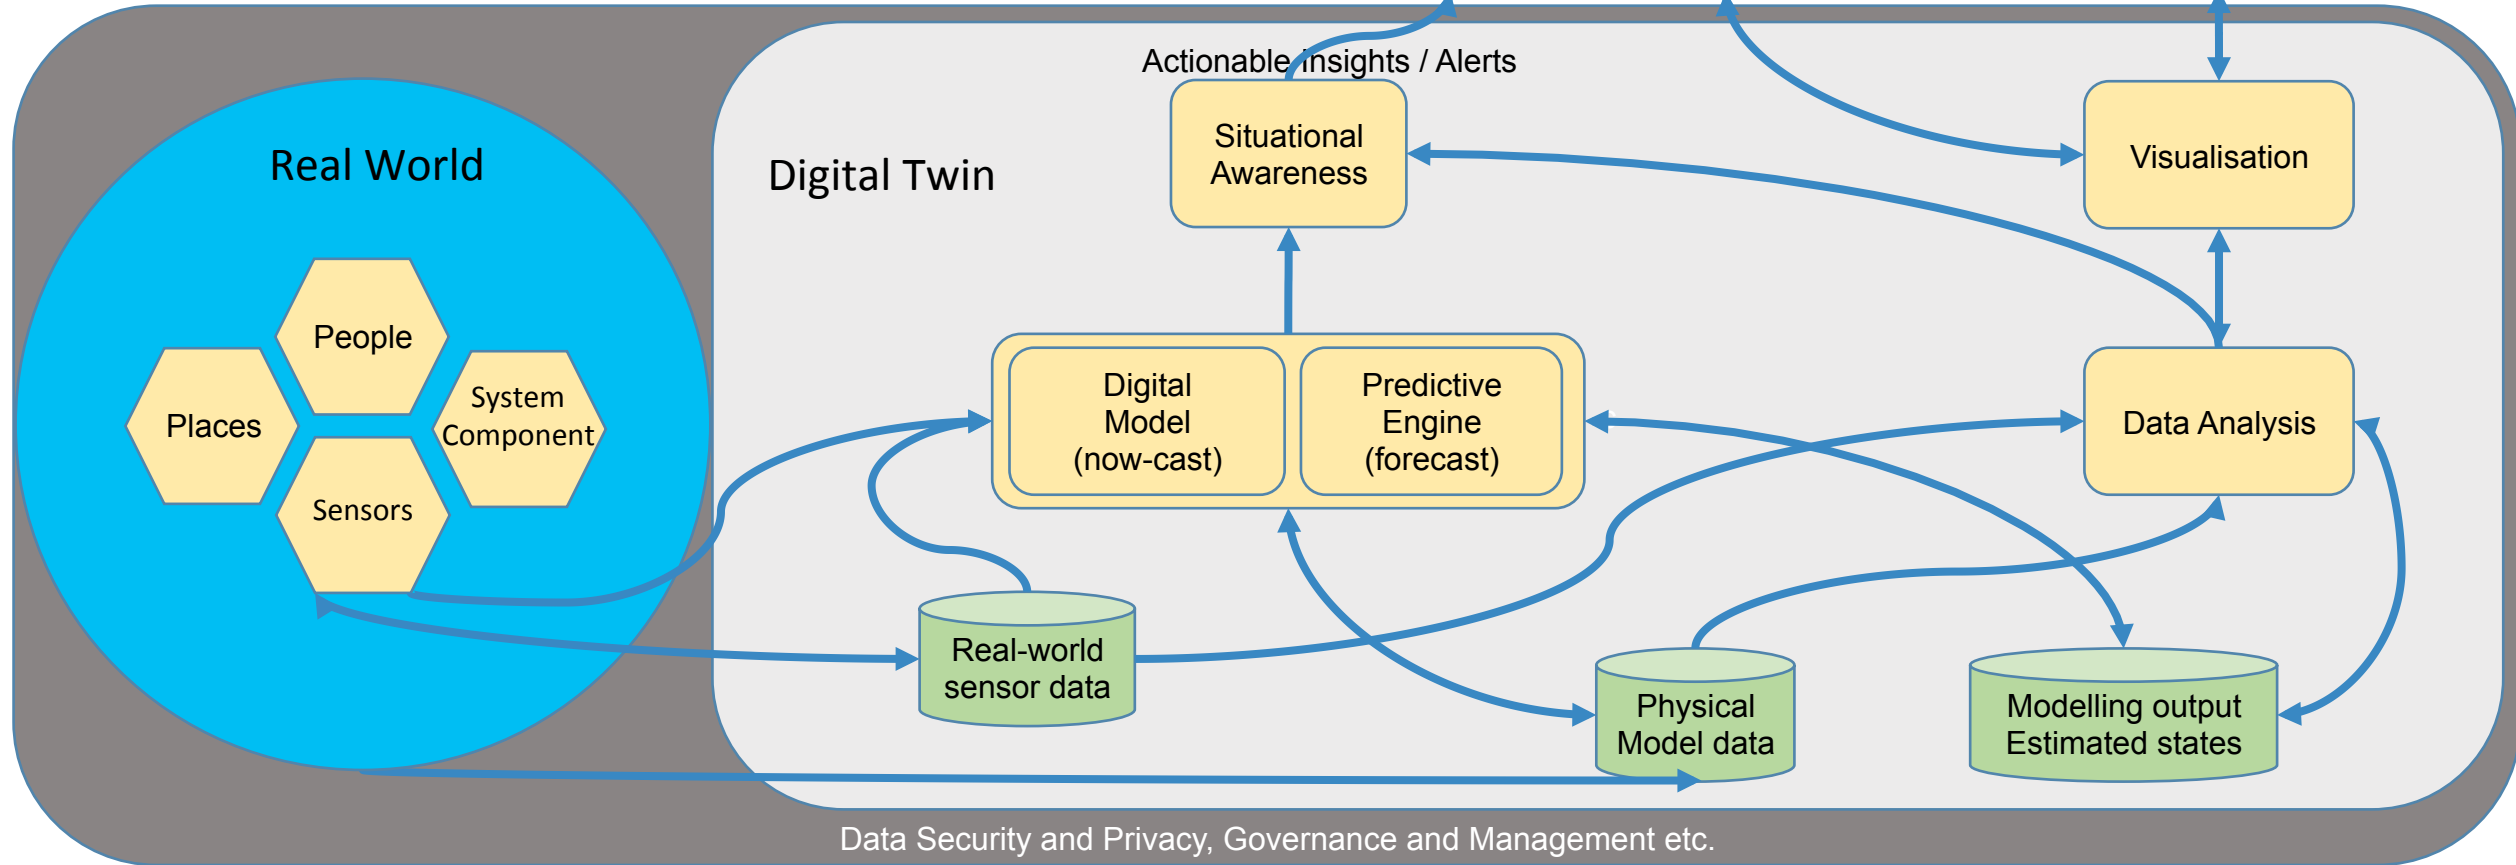 Actionable Insights / Alerts
Real World
Digital Twin
Situational
Awareness
Visualisation
People
Places
System
Component
Sensors
Digital
Model
(now-cast)
Predictive
Engine
(forecast)
Data Analysis
Real-world
sensor data
Physical
Model data
Modelling output
Estimated states
Data Security and Privacy, Governance and Management etc.